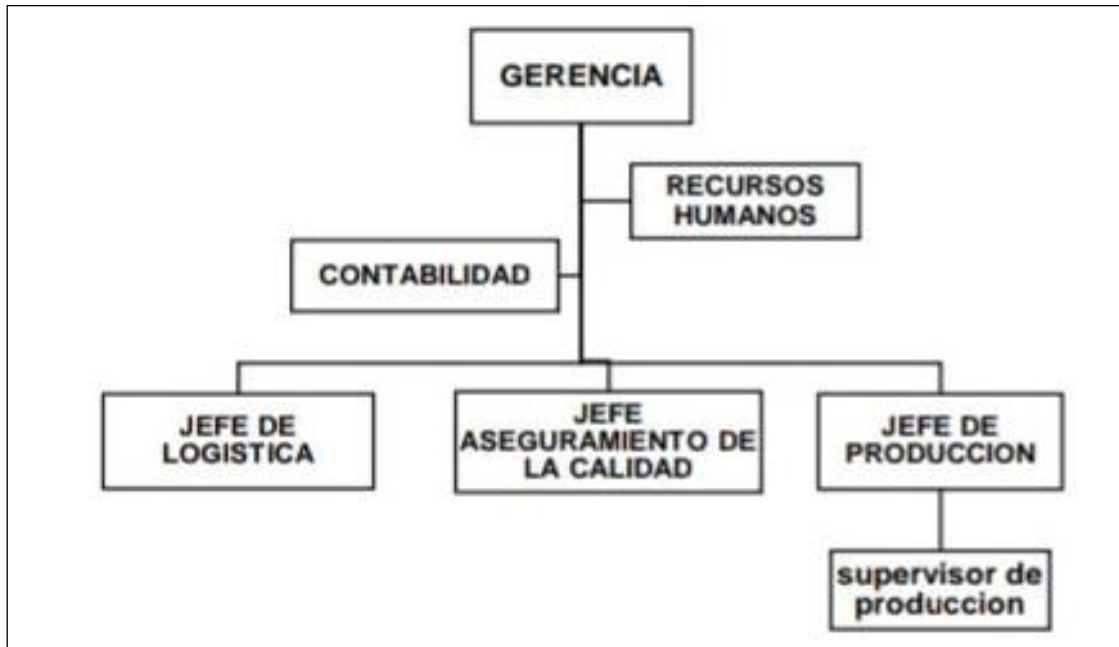 GERENCIA
RECURSOS
HUMANOS
CONTABILIDAD
JEFE DE
LOGISTICA
JEFE
ASEGURAMIENTO DE
LA CALIDAD
JEFE DE
PRODUCCION
supervisor de
produccion